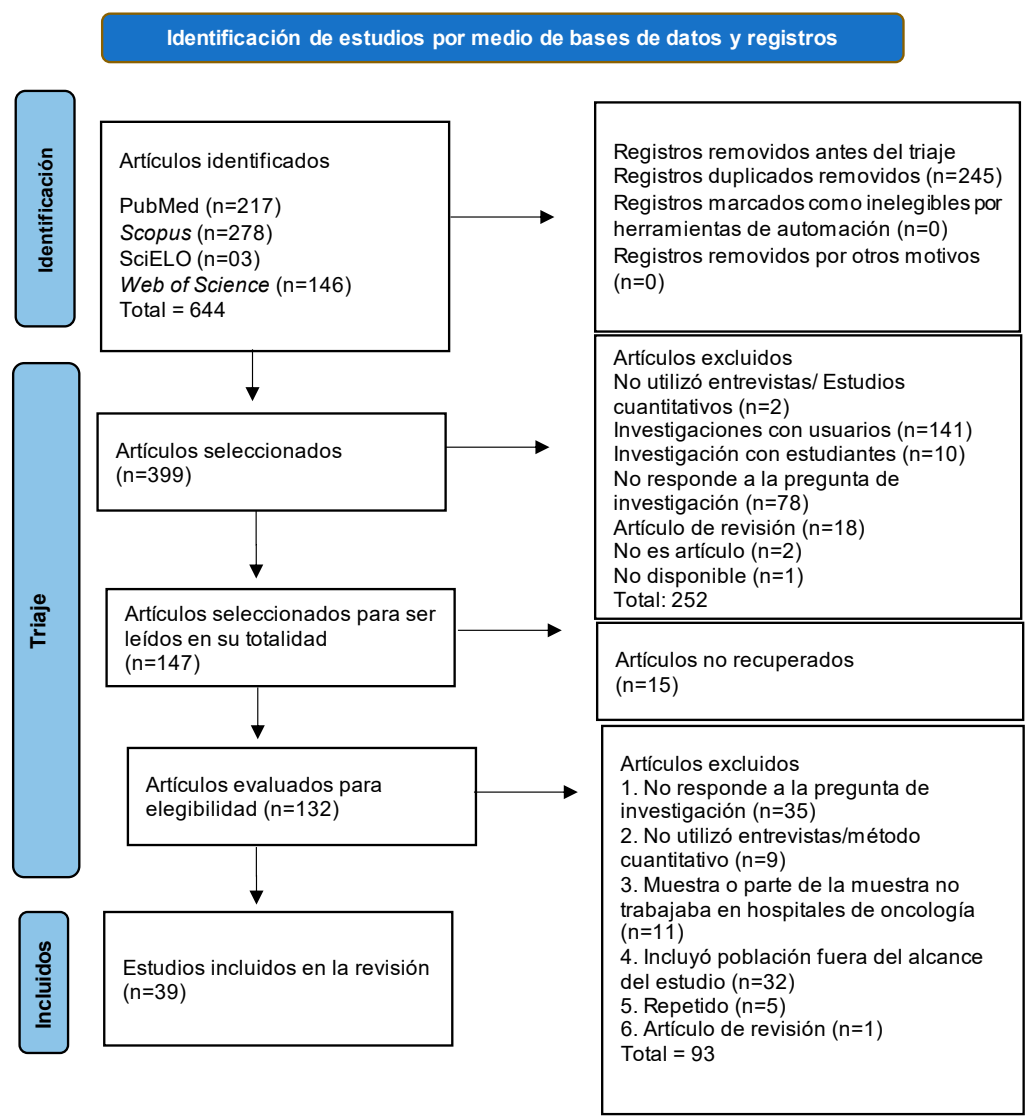 Identificación de estudios por medio de bases de datos y registros
Identificación
Artículos identificados
PubMed (n=217)
Scopus (n=278)
SciELO (n=03)
Web of Science (n=146)
Total = 644
Registros removidos antes del triaje
Registros duplicados removidos (n=245)
Registros marcados como inelegibles por
herramientas de automación (n=0)
Registros removidos por otros motivos
(n=0)
Triaje
Artículos seleccionados
(n=399)
Artículos excluidos
No utilizó entrevistas/ Estudios
cuantitativos (n=2)
Investigaciones con usuarios (n=141)
Investigación con estudiantes (n=10)
No responde a la pregunta de
investigación (n=78)
Artículo de revisión (n=18)
No es artículo (n=2)
No disponible (n=1)
Total: 252
Artículos seleccionados para ser
leídos en su totalidad
(n=147)
Artículos no recuperados
(n=15)
Artículos evaluados para
elegibilidad (n=132)
Artículos excluidos
1. No responde a la pregunta de
investigación (n=35)
2. No utilizó entrevistas/método
cuantitativo (n=9)
3. Muestra o parte de la muestra no
trabajaba en hospitales de oncología
(n=11)
4. Incluyó población fuera del alcance
del estudio (n=32)
5. Repetido (n=5)
6. Artículo de revisión (n=1)
Total = 93
Incluidos
Estudios incluidos en la revisión
(n=39)